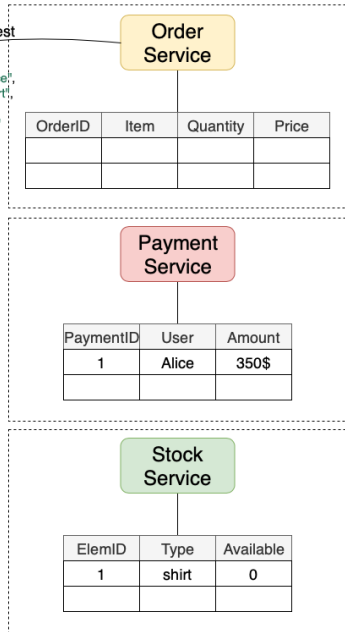 est
Order
Service
e",
t",
OrderID Item Quantity Price
Payment
Service
PaymentID User Amount
1 Alice 350$
Stock
Service
ElemID Type Available
1 shirt 0